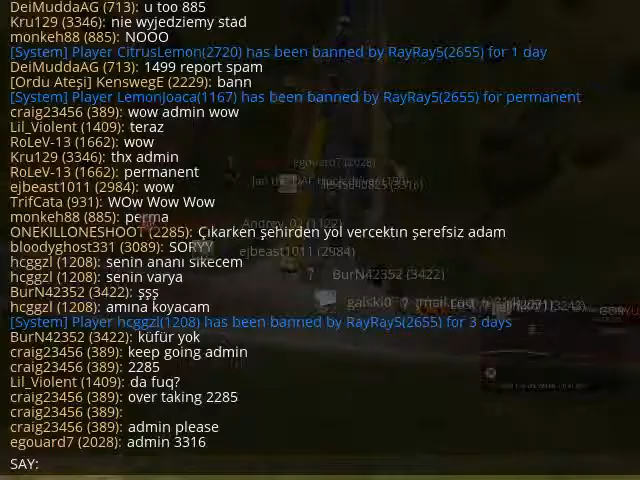 DeiMuddaAG (713): u too 885
Kru129 (3346): nie wyjedziemy stad
monkeh88 (885): NOOO
[System] Player CitrusLemon(2720) has been banned by RayRay5(2655) for 1 day
DeiMuddaAG (713): 1499 report spam
[Ordu Ateşi] KenswegE (2229): bann
[System] Player LemonJoaca(1167) has been banned by RayRay5(2655) for permanent
craig23456 (389): wow admin wow
Lil_Violent (1409): teraz
RoLeV-13 (1662): wow
Kru129 (3346): thx admin
egouard7 (2028)
RoLeV-13 (1662): permanent
ejbeast1011 (2984): wow
TrifCata (931): WOw Wow Wow
monkeh88 (885): perma
ONEKILLONESHOOT (2285): Çıkarken şehirden yol vercektın şerefsiz adam
bloodyghost331 (3089): SORYY
ejbeast1011 (2984)
hcggzl (1208): senin ananı sikecem
hcggzl (1208): senin varya
BurN42352 (3422)
BurN42352 (3422): şşş
hcggzl (1208): amına koyacam
[System] Player hcggzl(1208) has been banned by RayRay5(2655) for 3 days
BurN42352 (3422): küfür yok
craig23456 (389): keep going admin
craig23456 (389): 2285
Lil_Violent (1409): da fuq?
craig23456 (389): over taking 2285
craig23456 (389):
craig23456 (389): admin please
egouard7 (2028): admin 3316
SAY: